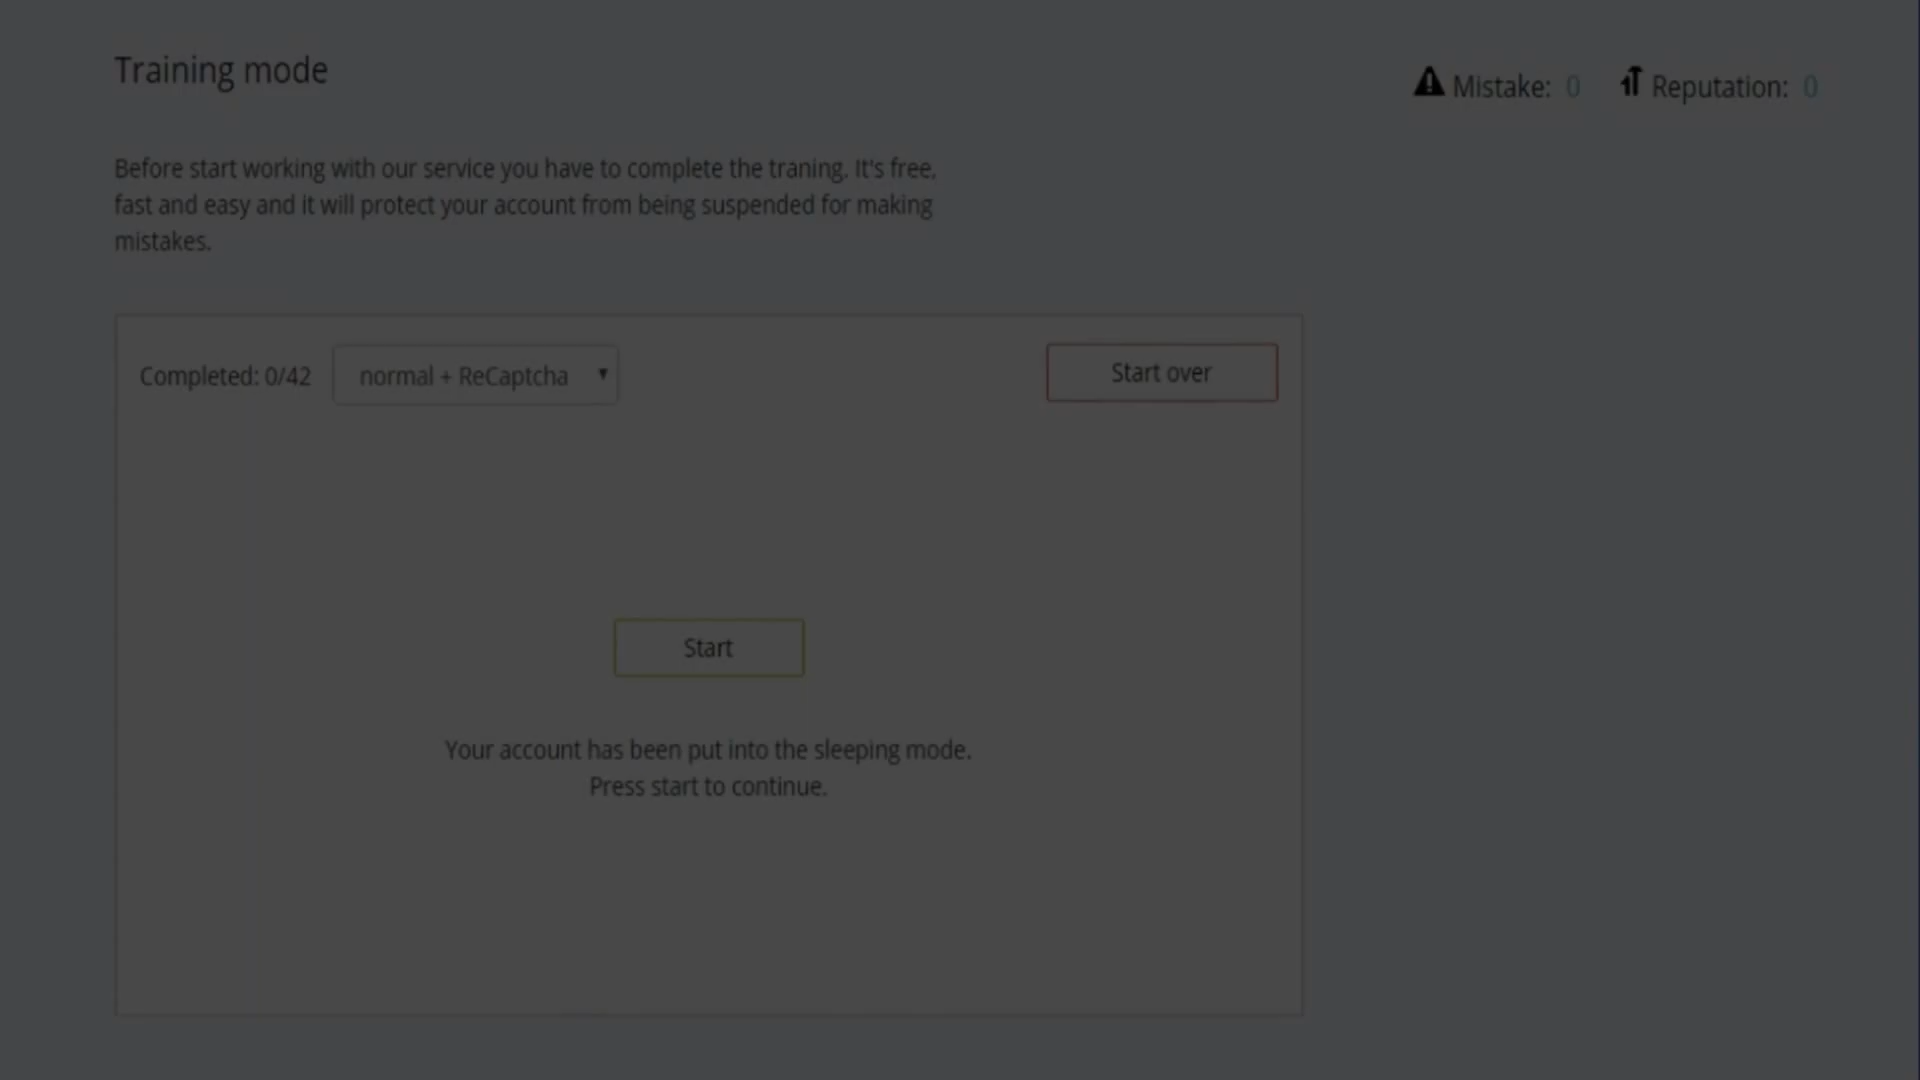 Training mode
Mistake: 0 Reputation: 0
Before start working with our service you have to complete the traning. It's free,
fast and easy and it will protect your account from being suspended for making
mistakes.
Completed: 0/42 normal + ReCaptcha Start over
Start
Your account has been put into the sleeping mode.
Press start to continue.